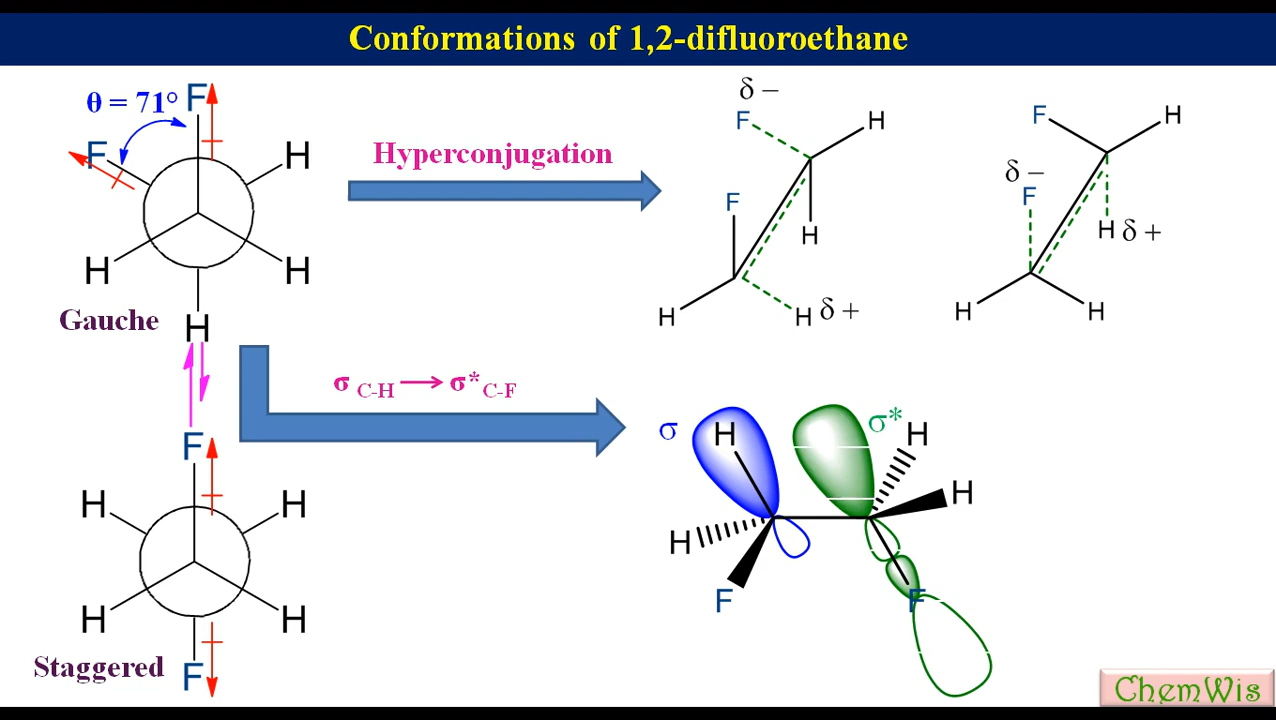 Conformations of 1,2-difluoroethane
θ = 71°
F
F
H
H
H
H
Gauche
Hyperconjugation
δ −
F
H
F
H
H
H δ +
F
H
δ −
F
H δ +
H
H
σ C-H → σ* C-F
F
H
H
H
H
F
Staggered
σ
H
σ*
H
H
H
F
F
ChemWis